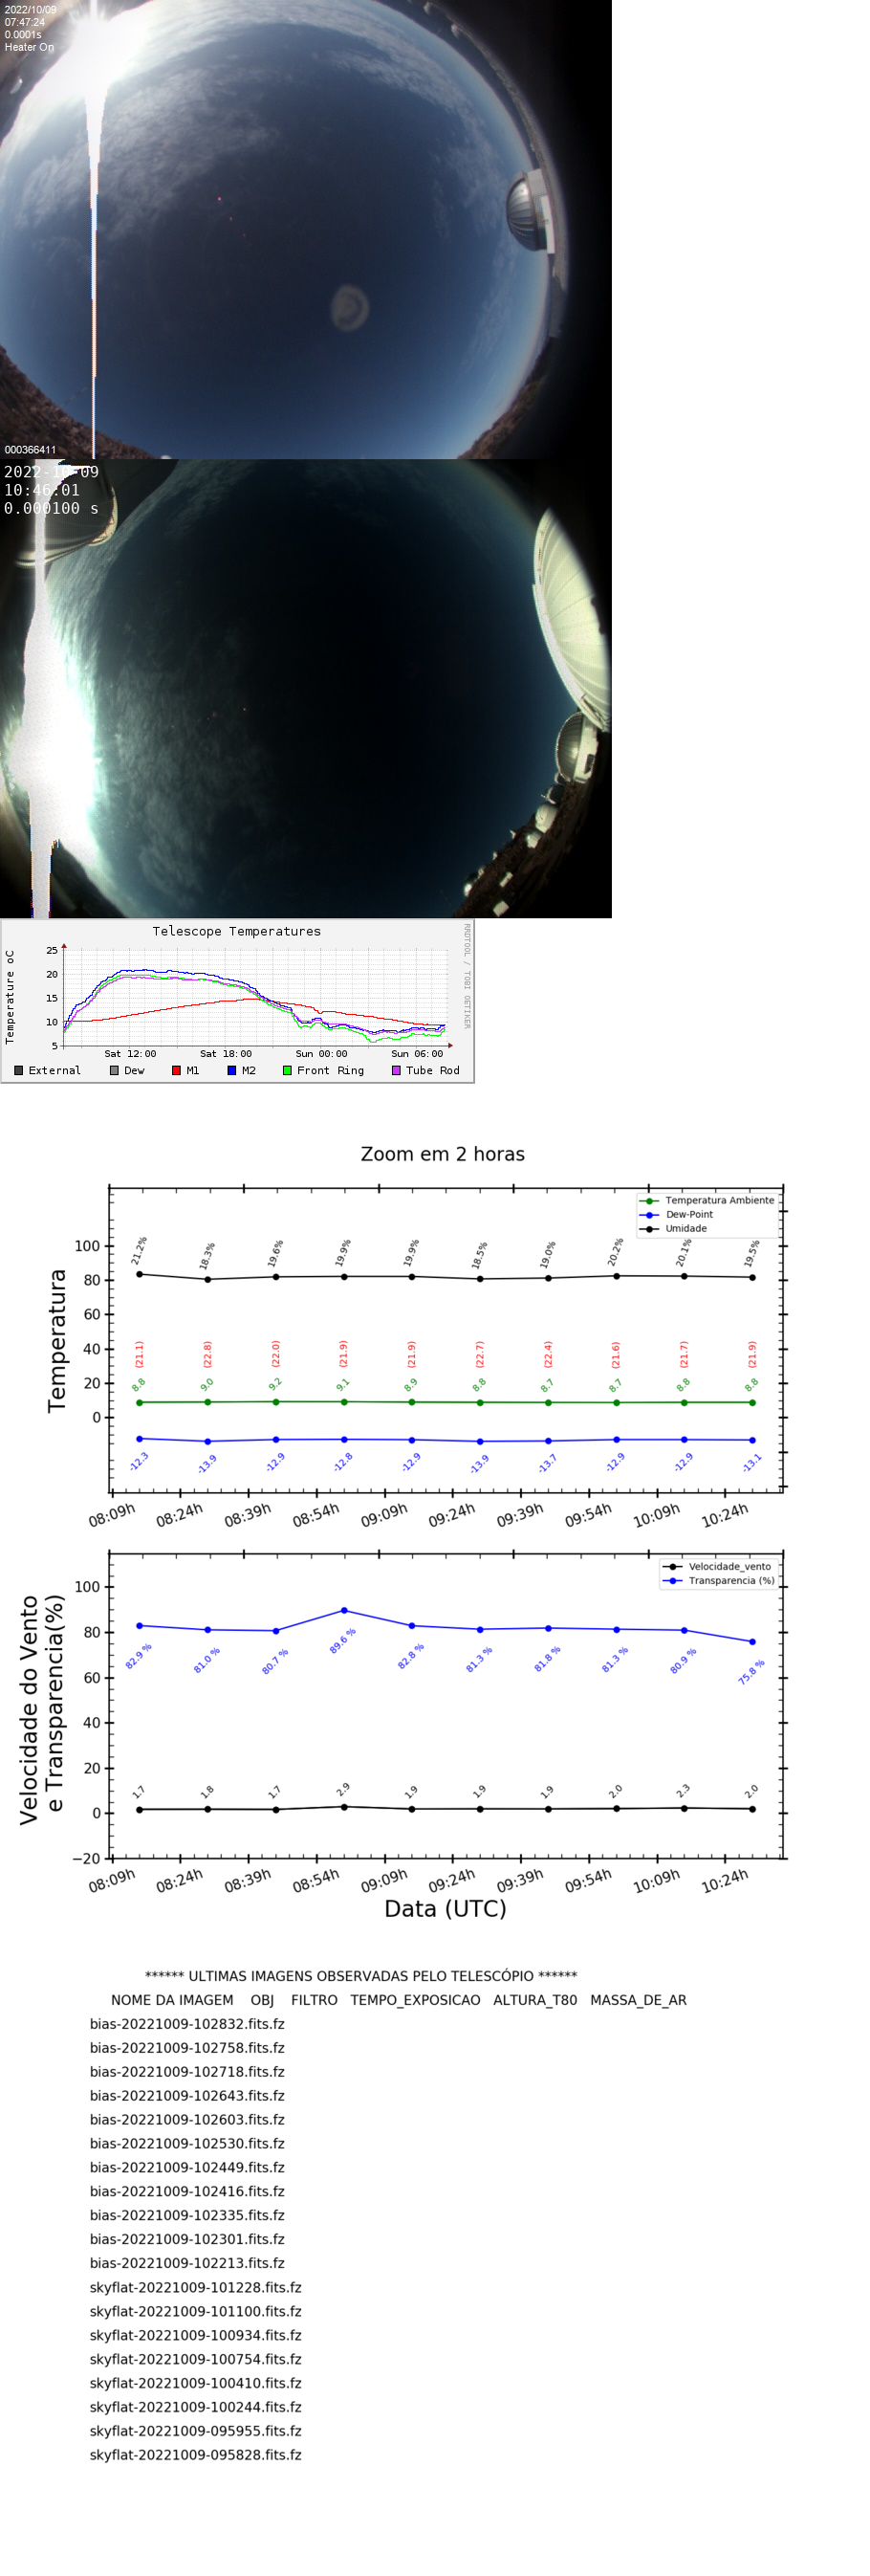 2022/10/09
07:47:24
0.0001s
Heater On
000366411
2022-10-09
10:46:01
0.000100 s
Telescope Temperatures
RRDTOOL / TOBI OETIKER
Temperature oC
25
20
15
10
5
Sat 12:00 Sat 18:00 Sun 00:00 Sun 06:00
External Dew M1 M2 Front Ring Tube Rod
Zoom em 2 horas
Temperatura Ambiente
Dew-Point
Umidade
Temperatura
100
80
60
40
20
0
21.2% 18.3% 19.6% 19.9% 19.9% 18.5% 19.0% 20.2% 20.1% 19.5%
(21.1) (22.8) (22.0) (21.9) (21.9) (22.7) (22.4) (21.6) (21.7) (21.9)
8.8 9.0 9.2 9.1 8.9 8.8 8.7 8.7 8.8 8.8
-12.3 -13.9 -12.9 -12.8 -12.9 -13.9 -13.7 -12.9 -12.9 -13.1
08:09h 08:24h 08:39h 08:54h 09:09h 09:24h 09:39h 09:54h 10:09h 10:24h
Velocidade_vento
Transparencia (%)
Velocidade do Vento
e Transparencia(%)
100
80
60
40
20
0
−20
82.9 % 81.0 % 80.7 % 89.6 % 82.8 % 81.3 % 81.8 % 81.3 % 80.9 % 75.8 %
1.7 1.8 1.7 2.9 1.9 1.9 1.9 2.0 2.3 2.0
08:09h 08:24h 08:39h 08:54h 09:09h 09:24h 09:39h 09:54h 10:09h 10:24h
Data (UTC)
****** ULTIMAS IMAGENS OBSERVADAS PELO TELESCÓPIO ******
NOME DA IMAGEM OBJ FILTRO TEMPO_EXPOSICAO ALTURA_T80 MASSA_DE_AR
bias-20221009-102832.fits.fz
bias-20221009-102758.fits.fz
bias-20221009-102718.fits.fz
bias-20221009-102643.fits.fz
bias-20221009-102603.fits.fz
bias-20221009-102530.fits.fz
bias-20221009-102449.fits.fz
bias-20221009-102416.fits.fz
bias-20221009-102335.fits.fz
bias-20221009-102301.fits.fz
bias-20221009-102213.fits.fz
skyflat-20221009-101228.fits.fz
skyflat-20221009-101100.fits.fz
skyflat-20221009-100934.fits.fz
skyflat-20221009-100754.fits.fz
skyflat-20221009-100410.fits.fz
skyflat-20221009-100244.fits.fz
skyflat-20221009-095955.fits.fz
skyflat-20221009-095828.fits.fz